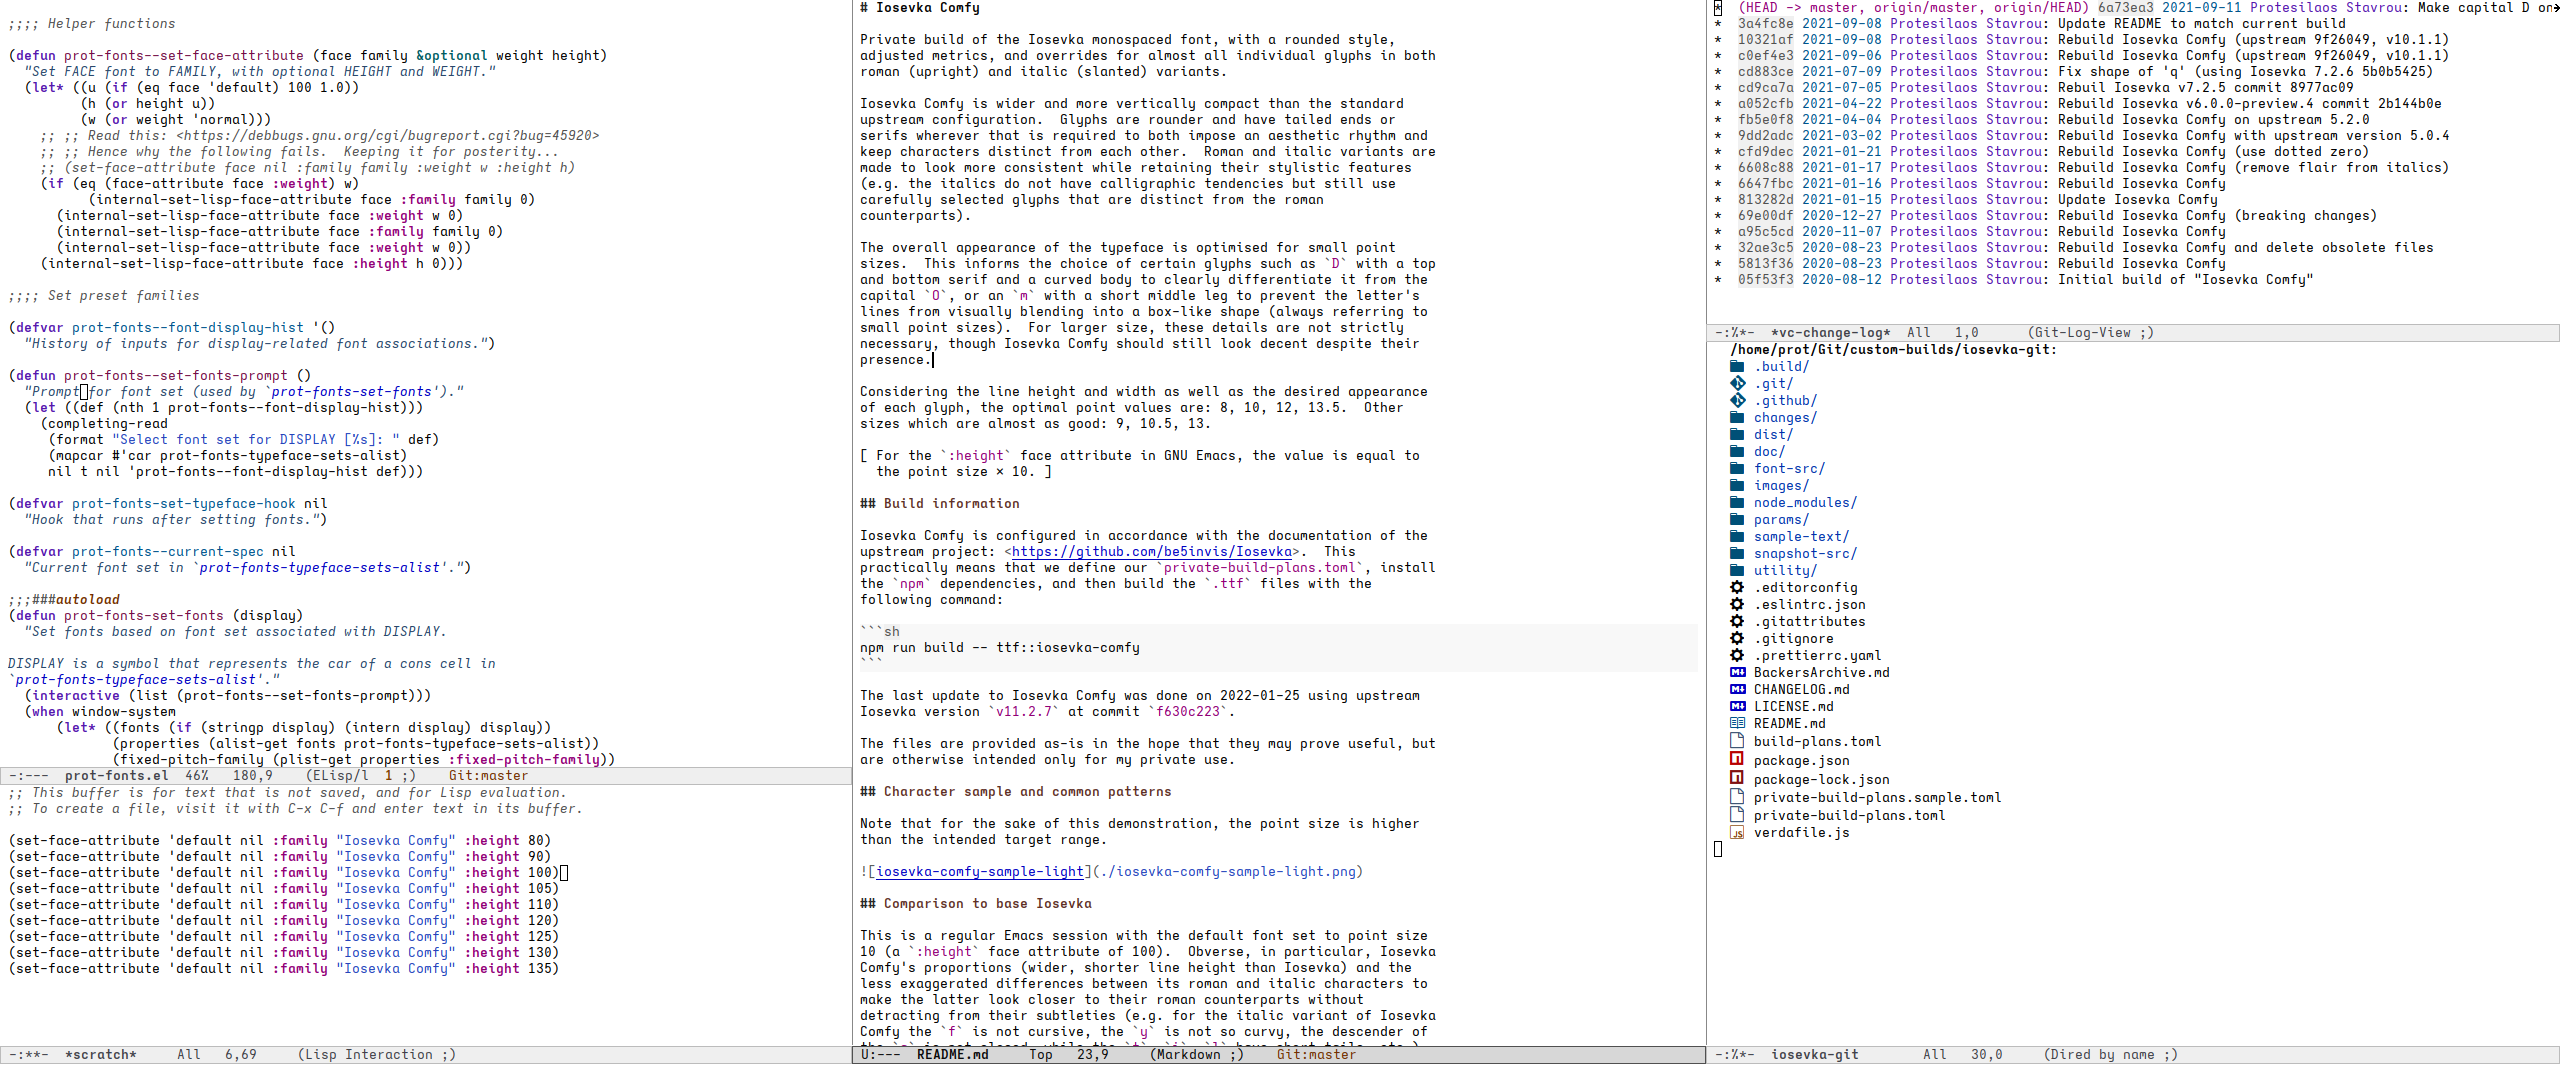 ;;;; Helper functions

(defun prot-fonts--set-face-attribute (face family &optional weight height)
  "Set FACE font to FAMILY, with optional HEIGHT and WEIGHT."
  (let* ((u (if (eq face 'default) 100 1.0))
         (h (or height u))
         (w (or weight 'normal)))
    ;; ;; Read this: <https://debbugs.gnu.org/cgi/bugreport.cgi?bug=45920>
    ;; ;; Hence why the following fails.  Keeping it for posterity...
    ;; (set-face-attribute face nil :family family :weight w :height h)
    (if (eq (face-attribute face :weight) w)
          (internal-set-lisp-face-attribute face :family family 0)
      (internal-set-lisp-face-attribute face :weight w 0)
      (internal-set-lisp-face-attribute face :family family 0)
      (internal-set-lisp-face-attribute face :weight w 0))
    (internal-set-lisp-face-attribute face :height h 0)))

;;;; Set preset families

(defvar prot-fonts--font-display-hist '()
  "History of inputs for display-related font associations.")

(defun prot-fonts--set-fonts-prompt ()
  "Prompt for font set (used by `prot-fonts-set-fonts')."
  (let ((def (nth 1 prot-fonts--font-display-hist)))
    (completing-read
     (format "Select font set for DISPLAY [%s]: " def)
     (mapcar #'car prot-fonts-typeface-sets-alist)
     nil t nil 'prot-fonts--font-display-hist def)))

(defvar prot-fonts-set-typeface-hook nil
  "Hook that runs after setting fonts.")

(defvar prot-fonts--current-spec nil
  "Current font set in `prot-fonts-typeface-sets-alist'.")

;;;###autoload
(defun prot-fonts-set-fonts (display)
  "Set fonts based on font set associated with DISPLAY.

DISPLAY is a symbol that represents the car of a cons cell in
`prot-fonts-typeface-sets-alist'."
  (interactive (list (prot-fonts--set-fonts-prompt)))
  (when window-system
      (let* ((fonts (if (stringp display) (intern display) display))
             (properties (alist-get fonts prot-fonts-typeface-sets-alist))
             (fixed-pitch-family (plist-get properties :fixed-pitch-family))
-:---  prot-fonts.el  46%   180,9    (ELisp/l  1 ;)    Git:master
;; This buffer is for text that is not saved, and for Lisp evaluation.
;; To create a file, visit it with C-x C-f and enter text in its buffer.

(set-face-attribute 'default nil :family "Iosevka Comfy" :height 80)
(set-face-attribute 'default nil :family "Iosevka Comfy" :height 90)
(set-face-attribute 'default nil :family "Iosevka Comfy" :height 100)
(set-face-attribute 'default nil :family "Iosevka Comfy" :height 105)
(set-face-attribute 'default nil :family "Iosevka Comfy" :height 110)
(set-face-attribute 'default nil :family "Iosevka Comfy" :height 120)
(set-face-attribute 'default nil :family "Iosevka Comfy" :height 125)
(set-face-attribute 'default nil :family "Iosevka Comfy" :height 130)
(set-face-attribute 'default nil :family "Iosevka Comfy" :height 135)
-:**-  *scratch*     All   6,69     (Lisp Interaction ;)
# Iosevka Comfy

Private build of the Iosevka monospaced font, with a rounded style,
adjusted metrics, and overrides for almost all individual glyphs in both
roman (upright) and italic (slanted) variants.

Iosevka Comfy is wider and more vertically compact than the standard
upstream configuration.  Glyphs are rounder and have tailed ends or
serifs wherever that is required to both impose an aesthetic rhythm and
keep characters distinct from each other.  Roman and italic variants are
made to look more consistent while retaining their stylistic features
(e.g. the italics do not have calligraphic tendencies but still use
carefully selected glyphs that are distinct from the roman
counterparts).

The overall appearance of the typeface is optimised for small point
sizes.  This informs the choice of certain glyphs such as `D` with a top
and bottom serif and a curved body to clearly differentiate it from the
capital `O`, or an `m` with a short middle leg to prevent the letter's
lines from visually blending into a box-like shape (always referring to
small point sizes).  For larger size, these details are not strictly
necessary, though Iosevka Comfy should still look decent despite their
presence.

Considering the line height and width as well as the desired appearance
of each glyph, the optimal point values are: 8, 10, 12, 13.5.  Other
sizes which are almost as good: 9, 10.5, 13.

[ For the `:height` face attribute in GNU Emacs, the value is equal to
  the point size × 10. ]

## Build information

Iosevka Comfy is configured in accordance with the documentation of the
upstream project: <https://github.com/be5invis/Iosevka>.  This
practically means that we define our `private-build-plans.toml`, install
the `npm` dependencies, and then build the `.ttf` files with the
following command:

```sh
npm run build -- ttf::iosevka-comfy
```

The last update to Iosevka Comfy was done on 2022-01-25 using upstream
Iosevka version `v11.2.7` at commit `f630c223`.

The files are provided as-is in the hope that they may prove useful, but
are otherwise intended only for my private use.

## Character sample and common patterns

Note that for the sake of this demonstration, the point size is higher
than the intended target range.

![iosevka-comfy-sample-light](./iosevka-comfy-sample-light.png)

## Comparison to base Iosevka

This is a regular Emacs session with the default font set to point size
10 (a `:height` face attribute of 100).  Obverse, in particular, Iosevka
Comfy's proportions (wider, shorter line height than Iosevka) and the
less exaggerated differences between its roman and italic characters to
make the latter look closer to their roman counterparts without
detracting from their subtleties (e.g. for the italic variant of Iosevka
Comfy the `f` is not cursive, the `y` is not so curvy, the descender of
U:---  README.md     Top   23,9     (Markdown ;)    Git:master
*  (HEAD -> master, origin/master, origin/HEAD) 6a73ea3 2021-09-11 Protesilaos Stavrou: Make capital D on
*  3a4fc8e 2021-09-08 Protesilaos Stavrou: Update README to match current build
*  10321af 2021-09-08 Protesilaos Stavrou: Rebuild Iosevka Comfy (upstream 9f26049, v10.1.1)
*  c0ef4e3 2021-09-06 Protesilaos Stavrou: Rebuild Iosevka Comfy (upstream 9f26049, v10.1.1)
*  cd883ce 2021-07-09 Protesilaos Stavrou: Fix shape of 'q' (using Iosevka 7.2.6 5b0b5425)
*  cd9ca7a 2021-07-05 Protesilaos Stavrou: Rebuil Iosevka v7.2.5 commit 8977ac09
*  a052cfb 2021-04-22 Protesilaos Stavrou: Rebuild Iosevka v6.0.0-preview.4 commit 2b144b0e
*  fb5e0f8 2021-04-04 Protesilaos Stavrou: Rebuild Iosevka Comfy on upstream 5.2.0
*  9dd2adc 2021-03-02 Protesilaos Stavrou: Rebuild Iosevka Comfy with upstream version 5.0.4
*  cfd9dec 2021-01-21 Protesilaos Stavrou: Rebuild Iosevka Comfy (use dotted zero)
*  6608c88 2021-01-17 Protesilaos Stavrou: Rebuild Iosevka Comfy (remove flair from italics)
*  6647fbc 2021-01-16 Protesilaos Stavrou: Rebuild Iosevka Comfy
*  813282d 2021-01-15 Protesilaos Stavrou: Update Iosevka Comfy
*  69e00df 2020-12-27 Protesilaos Stavrou: Rebuild Iosevka Comfy (breaking changes)
*  a95c5cd 2020-11-07 Protesilaos Stavrou: Rebuild Iosevka Comfy
*  32ae3c5 2020-08-23 Protesilaos Stavrou: Rebuild Iosevka Comfy and delete obsolete files
*  5813f36 2020-08-23 Protesilaos Stavrou: Rebuild Iosevka Comfy
*  05f53f3 2020-08-12 Protesilaos Stavrou: Initial build of "Iosevka Comfy"
-:%*-  *vc-change-log*  All   1,0      (Git-Log-View ;)
/home/prot/Git/custom-builds/iosevka-git:
.build/
.git/
.github/
changes/
dist/
doc/
font-src/
images/
node_modules/
params/
sample-text/
snapshot-src/
utility/
.editorconfig
.eslintrc.json
.gitattributes
.gitignore
.prettierrc.yaml
BackersArchive.md
CHANGELOG.md
LICENSE.md
README.md
build-plans.toml
package.json
package-lock.json
private-build-plans.sample.toml
private-build-plans.toml
verdafile.js
-:%*-  iosevka-git        All   30,0     (Dired by name ;)